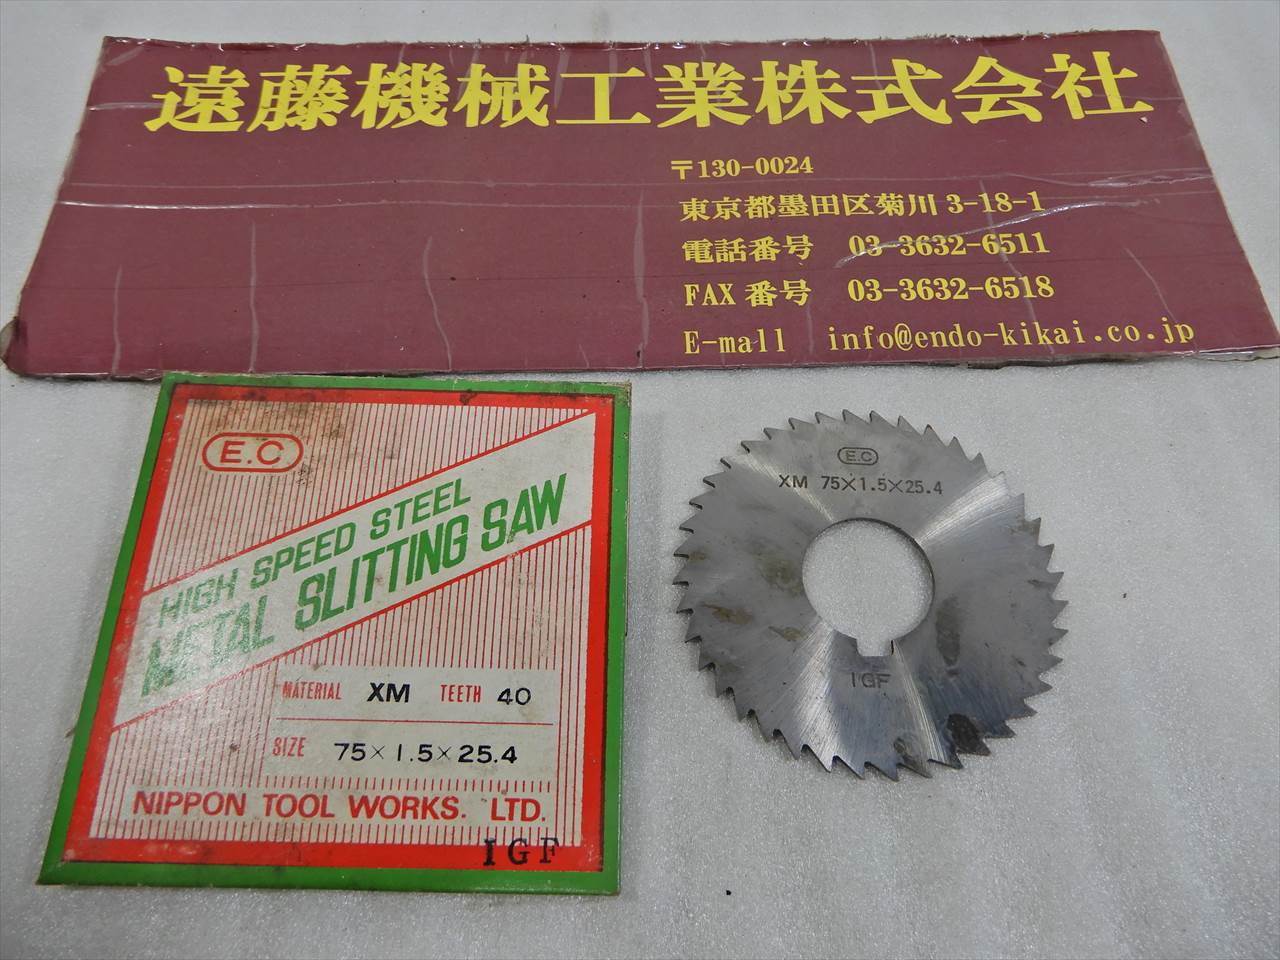 遠藤機械工業株式会社
〒130-0024
東京都墨田区菊川 3-18-1
電話番号 03-3632-6511
FAX 番号 03-3632-6518
E-mall info@endo-kikai.co.jp
E.C
HIGH SPEED STEEL
METAL SLITTING SAW
MATERIAL XM TEETH 40
SIZE 75×1.5×25.4
NIPPON TOOL WORKS. LTD.
IGF
E.C
XM 75×1.5×25.4
IGF